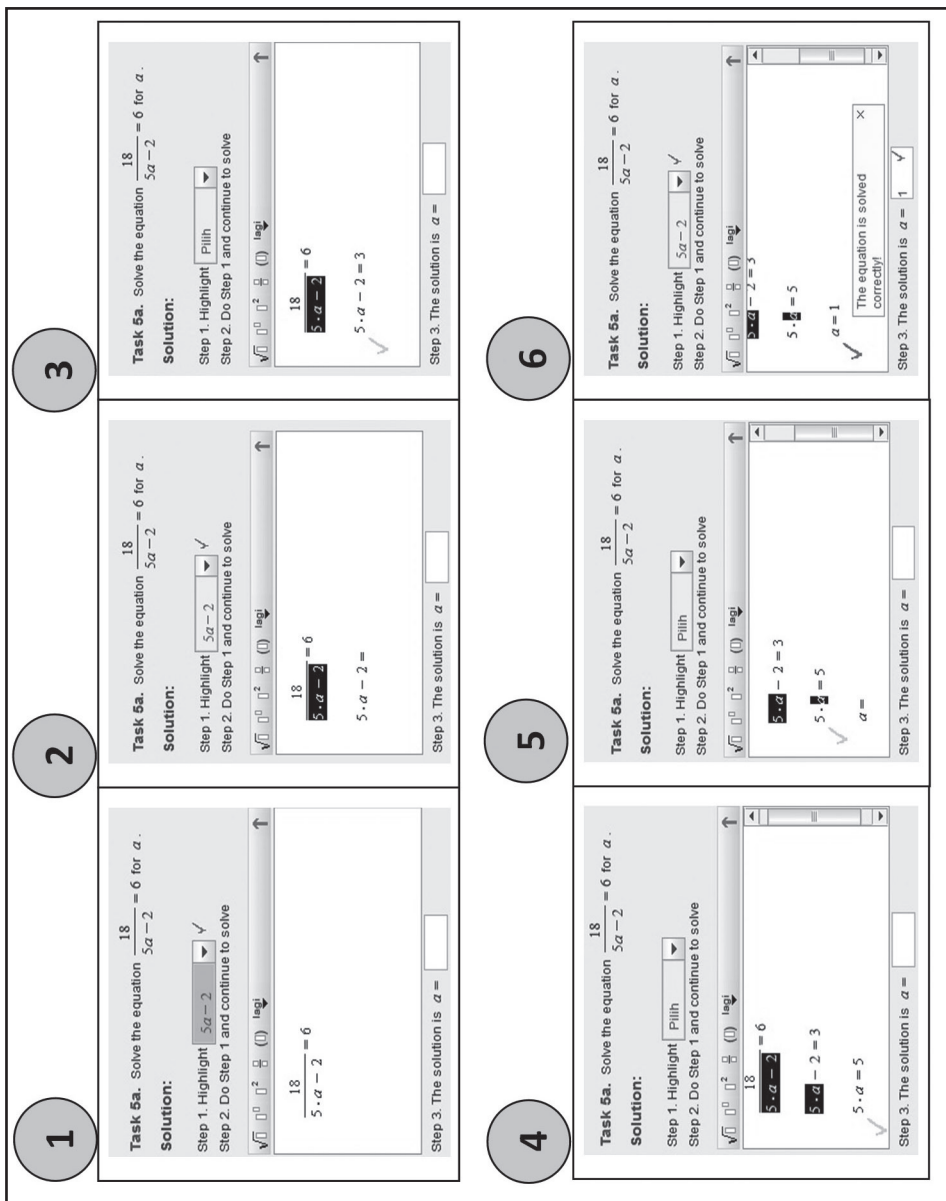 1
Task 5a. Solve the equation 18/(5a − 2) = 6 for a.
Solution:
Step 1. Highlight 5a − 2 ▼ ✓
Step 2. Do Step 1 and continue to solve
√▯ ▯^▯ ▯² ▯/▯ (▯) lagi
18/(5 · a − 2) = 6
Step 3. The solution is a =
2
Task 5a. Solve the equation 18/(5a − 2) = 6 for a.
Solution:
Step 1. Highlight 5a − 2 ▼ ✓
Step 2. Do Step 1 and continue to solve
√▯ ▯^▯ ▯² ▯/▯ (▯) lagi
18/(5 · a − 2) = 6
5 · a − 2 =
Step 3. The solution is a =
3
Task 5a. Solve the equation 18/(5a − 2) = 6 for a.
Solution:
Step 1. Highlight Pilih ▼
Step 2. Do Step 1 and continue to solve
√▯ ▯^▯ ▯² ▯/▯ (▯) lagi
18/(5 · a − 2) = 6
5 · a − 2 = 3
✓
Step 3. The solution is a =
4
Task 5a. Solve the equation 18/(5a − 2) = 6 for a.
Solution:
Step 1. Highlight Pilih ▼
Step 2. Do Step 1 and continue to solve
√▯ ▯^▯ ▯² ▯/▯ (▯) lagi
18/(5 · a − 2) = 6
5 · a − 2 = 3
5 · a = 5
✓
Step 3. The solution is a =
5
Task 5a. Solve the equation 18/(5a − 2) = 6 for a.
Solution:
Step 1. Highlight Pilih ▼
Step 2. Do Step 1 and continue to solve
√▯ ▯^▯ ▯² ▯/▯ (▯) lagi
5 · a − 2 = 3
5 · a = 5
✓
a =
Step 3. The solution is a =
6
Task 5a. Solve the equation 18/(5a − 2) = 6 for a.
Solution:
Step 1. Highlight 5a − 2 ▼ ✓
Step 2. Do Step 1 and continue to solve
√▯ ▯^▯ ▯² ▯/▯ (▯) lagi
5 · a − 2 = 3
5 · a = 5
a = 1
✓
The equation is solved X
correctly!
Step 3. The solution is a = 1 ✓